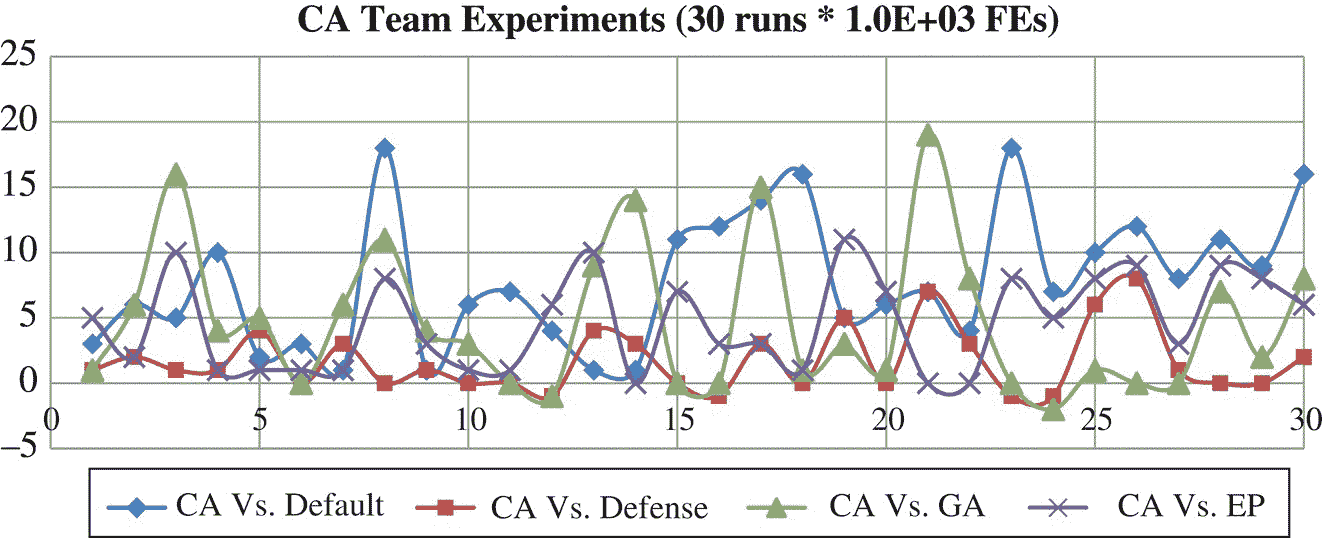 CA Team Experiments (30 runs * 1.0E+03 FEs)
25
20
15
10
5
0
0 5 10 15 20 25 30
–5
CA Vs. Default CA Vs. Defense CA Vs. GA CA Vs. EP